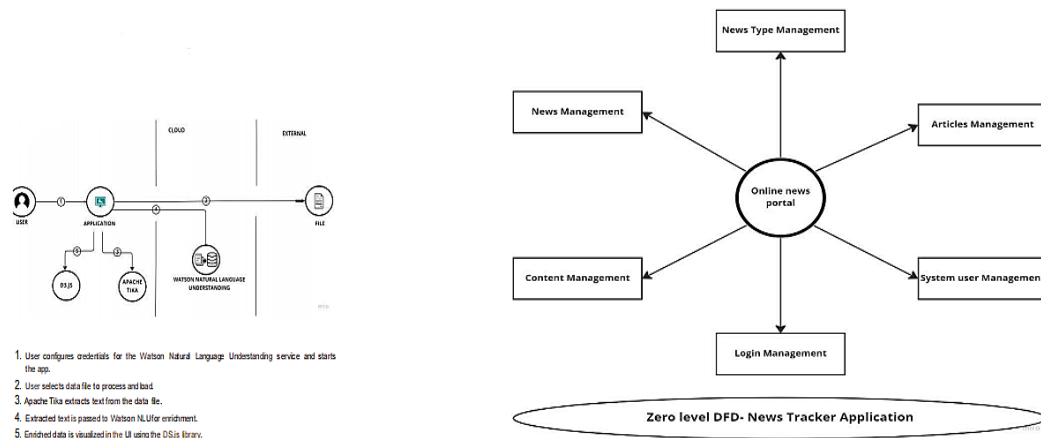 CLOUD
EXTERNAL
USER
APPLICATION
FILE
D3.JS
APACHE
TIKA
WATSON NATURAL LANGUAGE
UNDERSTANDING
miro
1. User configures credentials for the Watson Natural Language Understanding service and starts
the app.
2. User selects data file to process and load.
3. Apache Tika extracts text from the data file.
4. Extracted text is passed to Watson NLU for enrichment.
5. Enriched data is visualized in the UI using the D3.js library.
News Type Management
News Management
Articles Management
Online news
portal
Content Management
System user Management
Login Management
Zero level DFD- News Tracker Application
miro